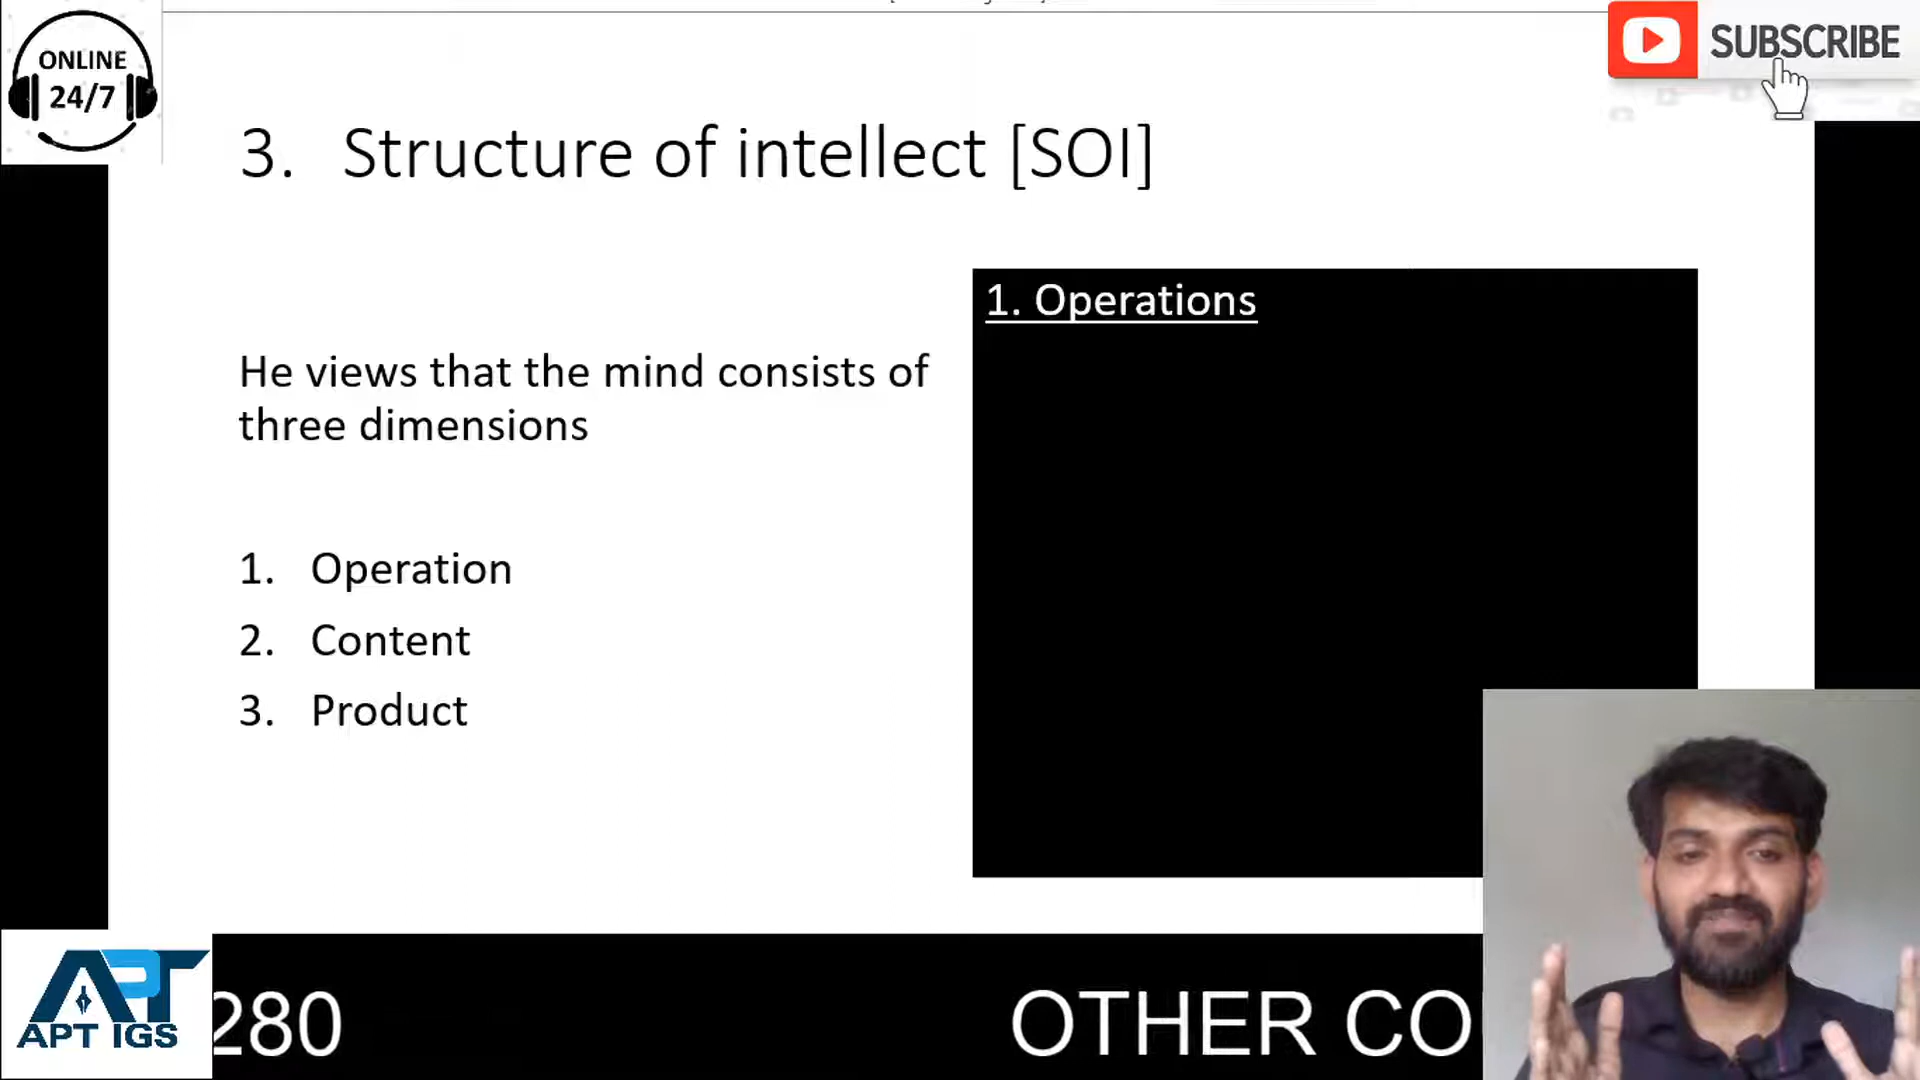 ONLINE
24/7
SUBSCRIBE
3. Structure of intellect [SOI]
He views that the mind consists of
three dimensions
1. Operation
2. Content
3. Product
1. Operations
APT IGS
280
OTHER CO